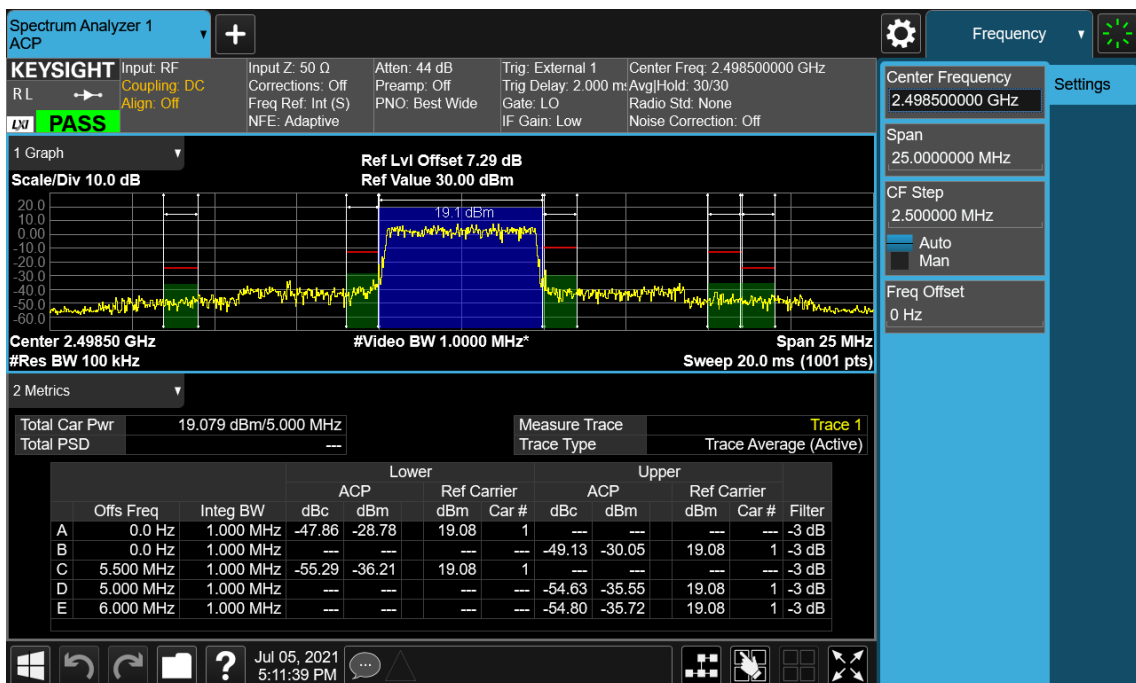 Spectrum Analyzer 1
ACP
Frequency
KEYSIGHT
R L
LXI PASS
Input: RF
Coupling: DC
Align: Off
Input Z: 50 Ω
Corrections: Off
Freq Ref: Int (S)
NFE: Adaptive
Atten: 44 dB
Preamp: Off
PNO: Best Wide
Trig: External 1
Trig Delay: 2.000 ms
Gate: LO
IF Gain: Low
Center Freq: 2.498500000 GHz
Avg|Hold: 30/30
Radio Std: None
Noise Correction: Off
Center Frequency
2.498500000 GHz
Settings
Span
25.0000000 MHz
CF Step
2.500000 MHz
Auto
Man
Freq Offset
0 Hz
1 Graph
Scale/Div 10.0 dB
Ref Lvl Offset 7.29 dB
Ref Value 30.00 dBm
19.1 dBm
20.0
10.0
0.00
-10.0
-20.0
-30.0
-40.0
-50.0
-60.0
Center 2.49850 GHz #Video BW 1.0000 MHz* Span 25 MHz
#Res BW 100 kHz Sweep 20.0 ms (1001 pts)
2 Metrics
Total Car Pwr 19.079 dBm/5.000 MHz Measure Trace Trace 1
Total PSD --- Trace Type Trace Average (Active)
Lower Upper
ACP Ref Carrier ACP Ref Carrier
Offs Freq Integ BW dBc dBm dBm Car # dBc dBm dBm Car # Filter
A 0.0 Hz 1.000 MHz -47.86 -28.78 19.08 1 --- --- --- --- -3 dB
B 0.0 Hz 1.000 MHz --- --- --- --- -49.13 -30.05 19.08 1 -3 dB
C 5.500 MHz 1.000 MHz -55.29 -36.21 19.08 1 --- --- --- --- -3 dB
D 5.000 MHz 1.000 MHz --- --- --- --- -54.63 -35.55 19.08 1 -3 dB
E 6.000 MHz 1.000 MHz --- --- --- --- -54.80 -35.72 19.08 1 -3 dB
Jul 05, 2021
5:11:39 PM